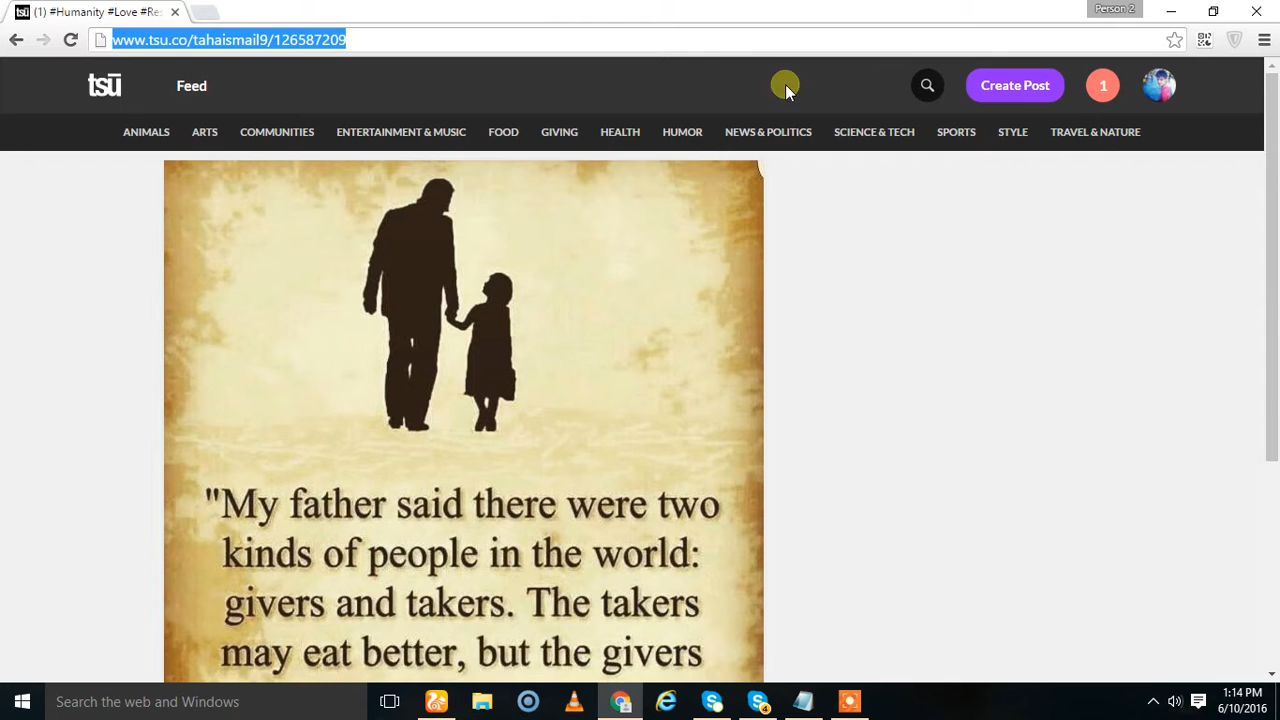 tsū (1) #Humanity #Love #Res
Person 2
www.tsu.co/tahaismail9/126587209
tsū Feed Create Post 1
ANIMALS ARTS COMMUNITIES ENTERTAINMENT & MUSIC FOOD GIVING HEALTH HUMOR NEWS & POLITICS SCIENCE & TECH SPORTS STYLE TRAVEL & NATURE
"My father said there were two
kinds of people in the world:
givers and takers. The takers
may eat better, but the givers
Search the web and Windows
4
1:14 PM
6/10/2016